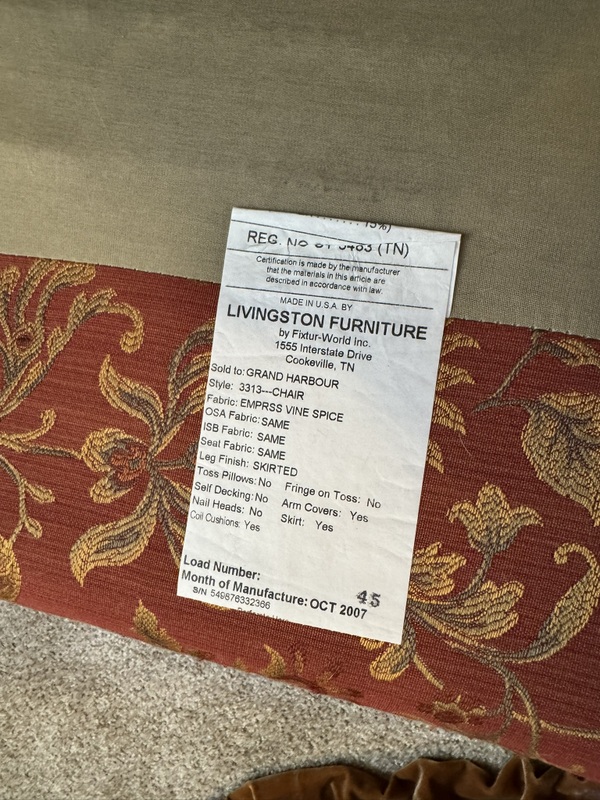 15%)
REG. No (TN)
Certification is made by the manufacturer
that the materials in this article are
described in accordance with law.
MADE IN U.S.A. BY
LIVINGSTON FURNITURE
by Fixtur-World Inc.
1555 Interstate Drive
Cookeville, TN
Sold to: GRAND HARBOUR
Style: 3313---CHAIR
Fabric: EMPRSS VINE SPICE
OSA Fabric: SAME
ISB Fabric: SAME
Seat Fabric: SAME
Leg Finish: SKIRTED
Toss Pillows: No Fringe on Toss: No
Self Decking: No Arm Covers: Yes
Nail Heads: No Skirt: Yes
Coil Cushions: Yes
Load Number: 45
Month of Manufacture: OCT 2007
S/N 549876332366